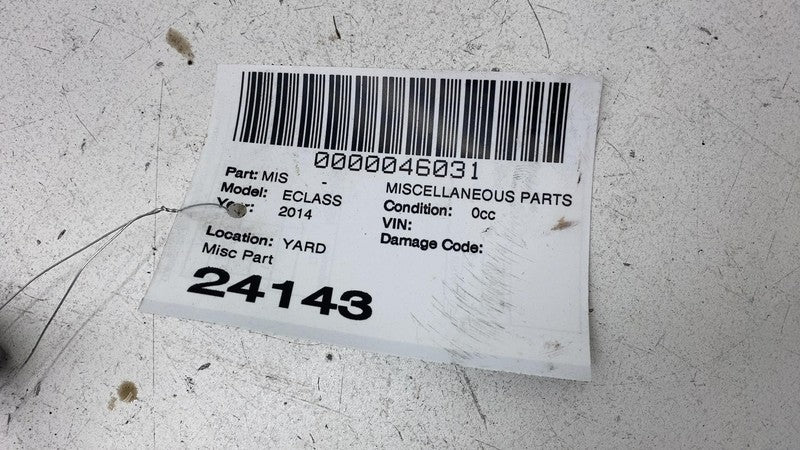 0000046031
Part: MIS - MISCELLANEOUS PARTS
Model: ECLASS Condition: 0cc
Year: 2014 VIN:
Location: YARD Damage Code:
Misc Part
24143